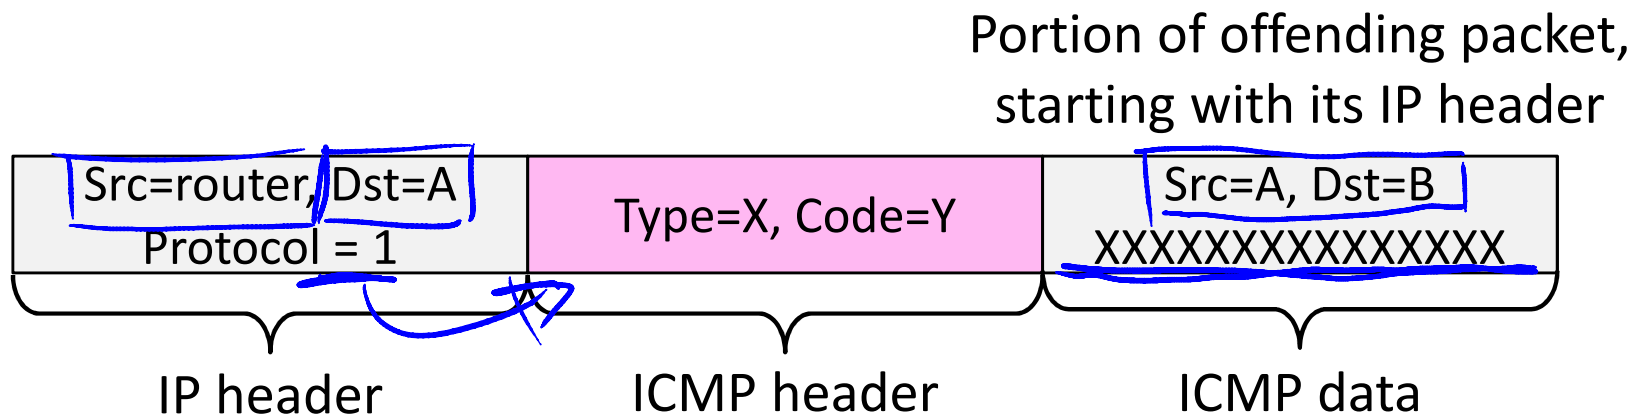 Portion of offending packet,
starting with its IP header
Src=router, Dst=A
Protocol = 1
Type=X, Code=Y
Src=A, Dst=B
XXXXXXXXXXXXXXX
IP header
ICMP header
ICMP data